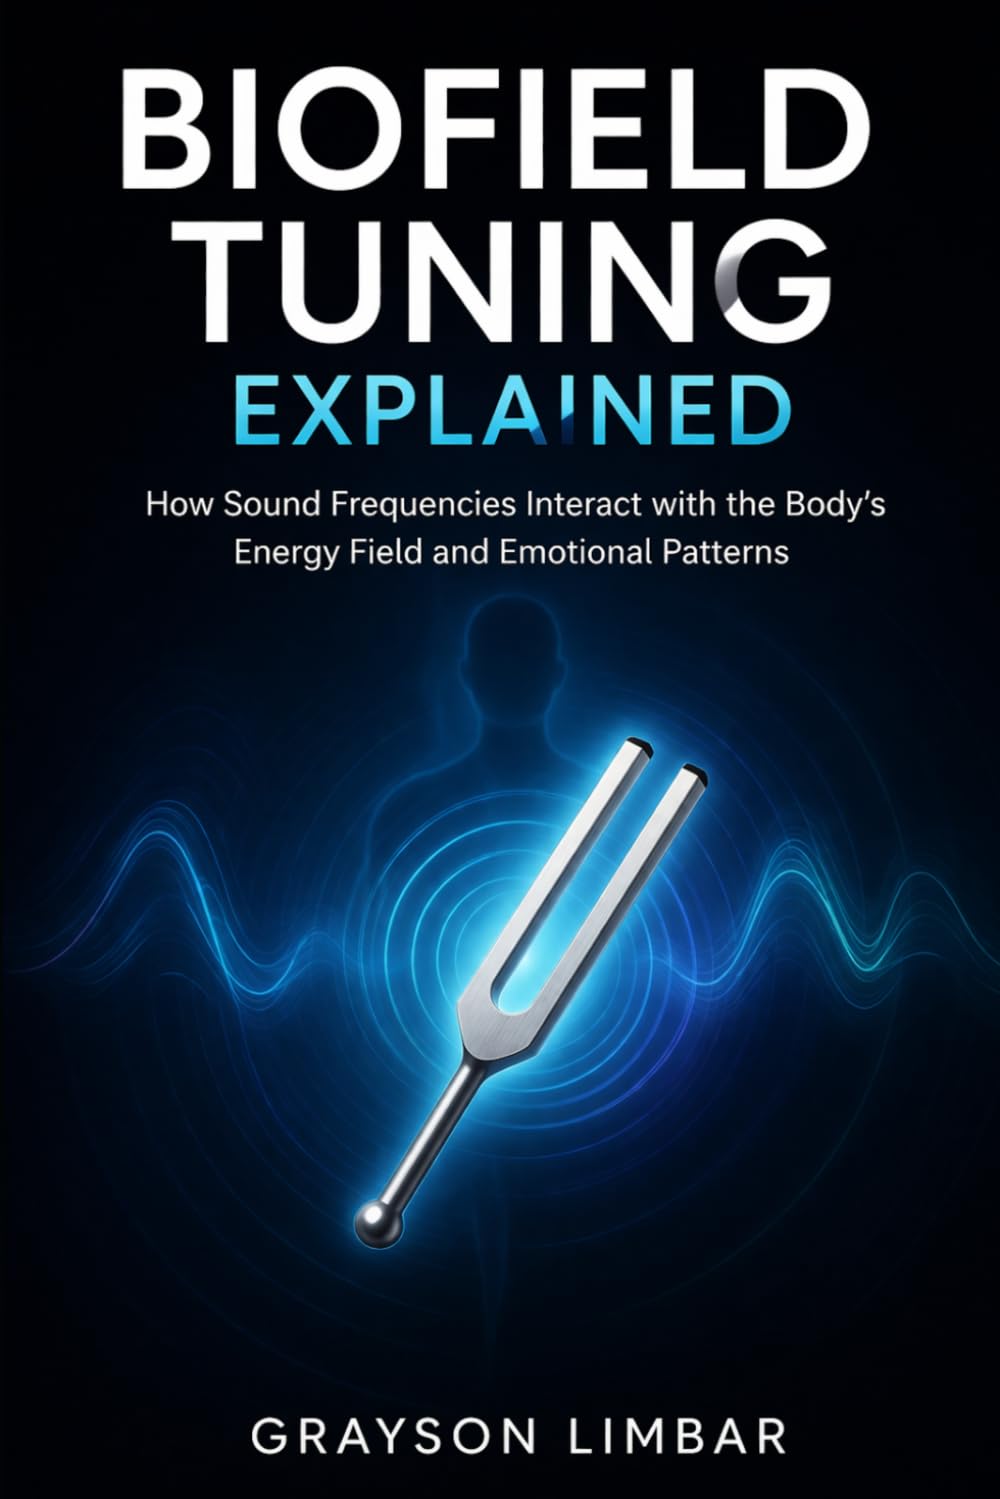 BIOFIELD
TUNING
EXPLAINED
How Sound Frequencies Interact with the Body's
Energy Field and Emotional Patterns
GRAYSON LIMBAR